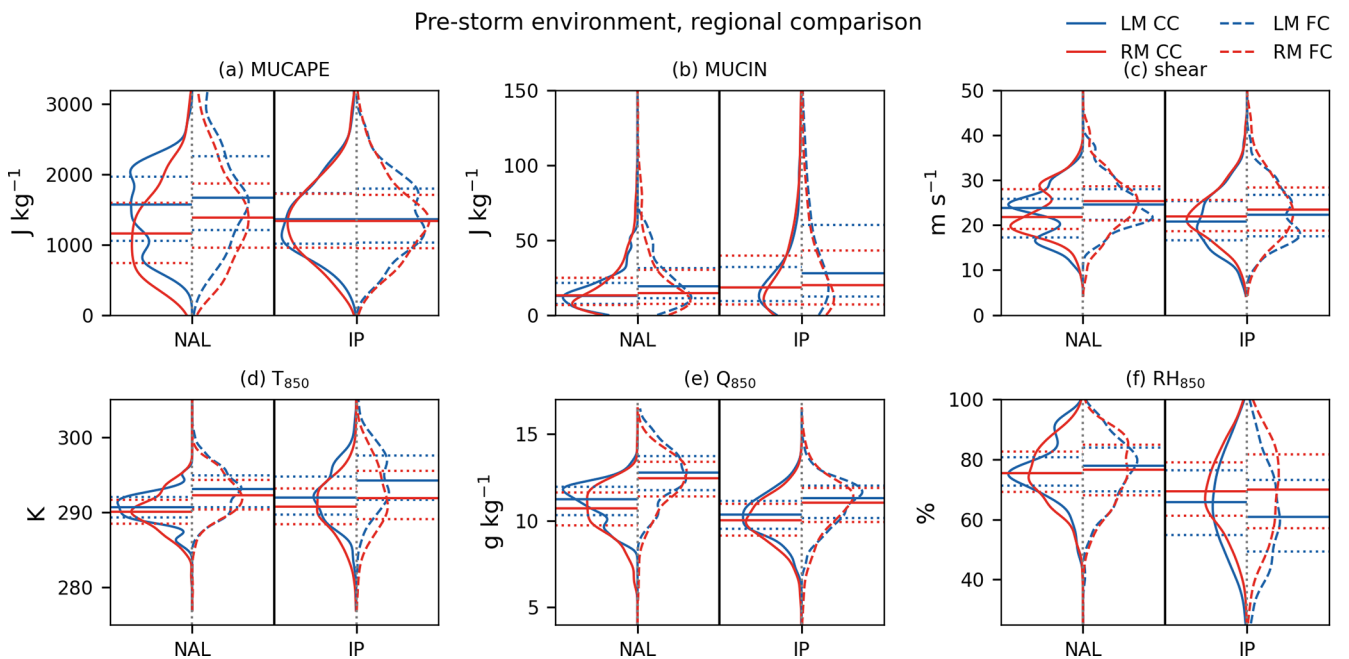 Pre-storm environment, regional comparison
LM CC
LM FC
RM CC
RM FC
(a) MUCAPE
(b) MUCIN
(c) shear
J kg⁻¹
3000
2000
1000
0
NAL
IP
J kg⁻¹
150
100
50
0
NAL
IP
m s⁻¹
50
40
30
20
10
0
NAL
IP
(d) T₈₅₀
(e) Q₈₅₀
(f) RH₈₅₀
K
300
290
280
NAL
IP
g kg⁻¹
15
10
5
NAL
IP
%
100
80
60
40
NAL
IP